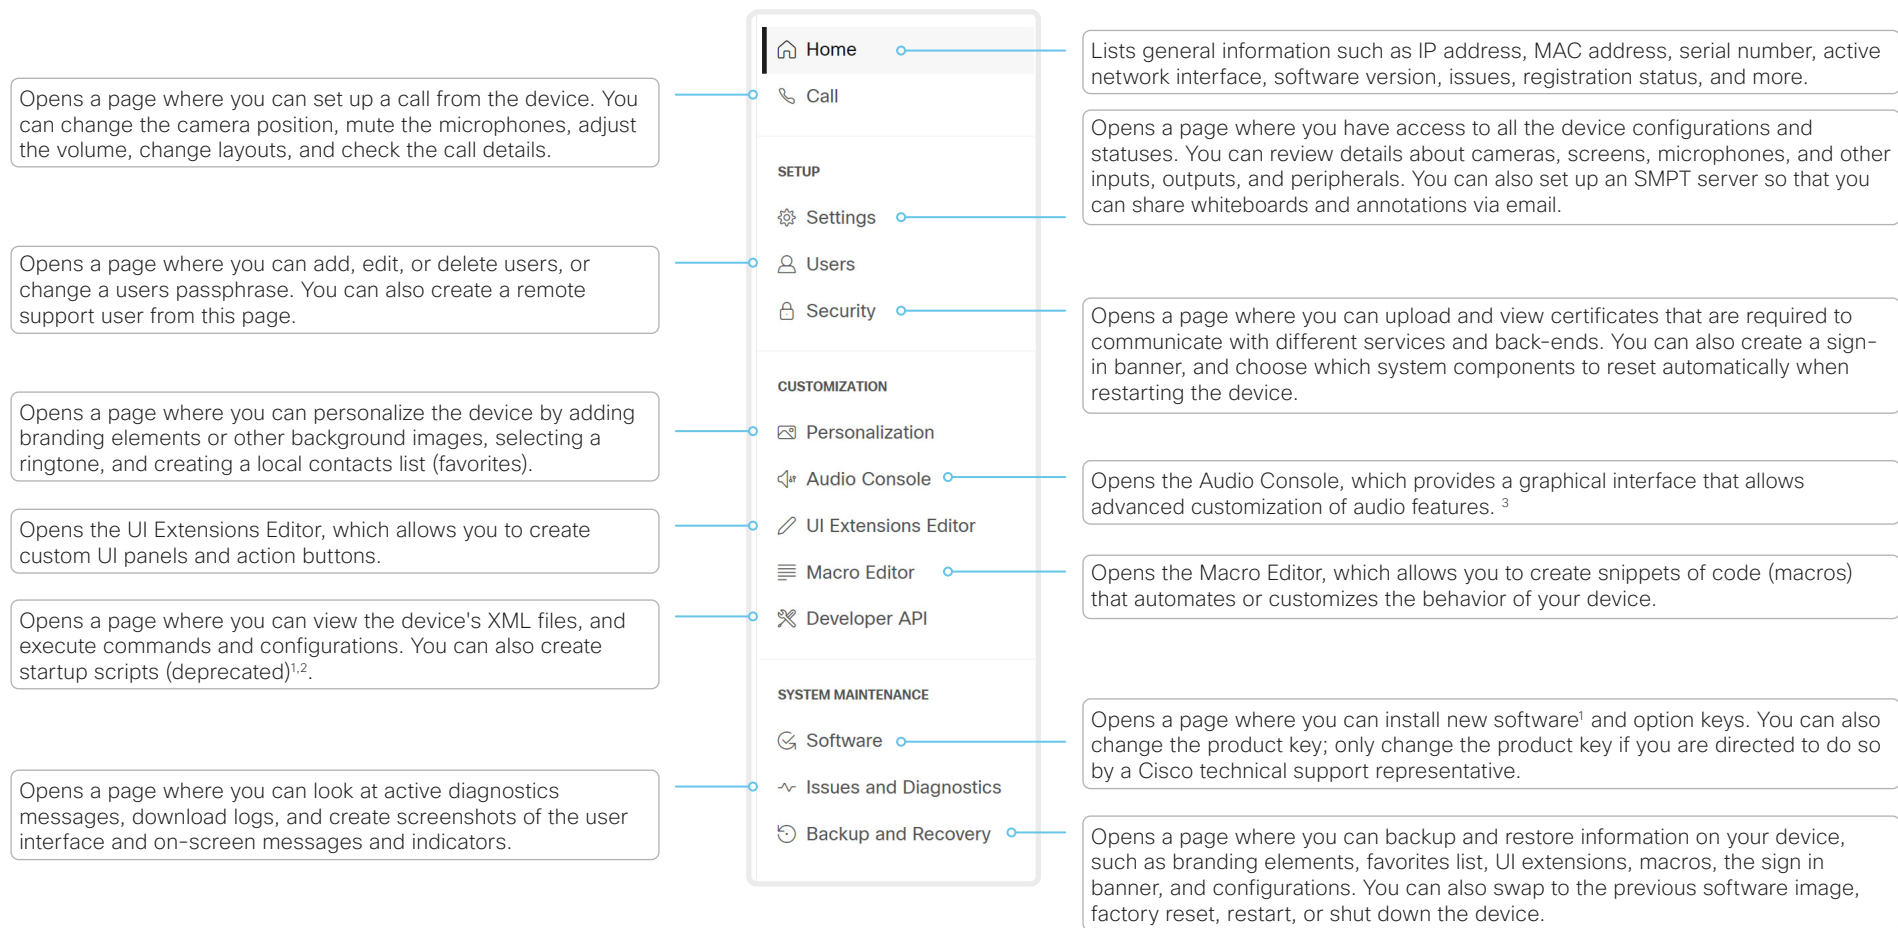 Home
Call
SETUP
Settings
Users
Security
CUSTOMIZATION
Personalization
Audio Console
UI Extensions Editor
Macro Editor
Developer API
SYSTEM MAINTENANCE
Software
Issues and Diagnostics
Backup and Recovery
Opens a page where you can set up a call from the device. You
can change the camera position, mute the microphones, adjust
the volume, change layouts, and check the call details.
Opens a page where you can add, edit, or delete users, or
change a users passphrase. You can also create a remote
support user from this page.
Opens a page where you can personalize the device by adding
branding elements or other background images, selecting a
ringtone, and creating a local contacts list (favorites).
Opens the UI Extensions Editor, which allows you to create
custom UI panels and action buttons.
Opens a page where you can view the device's XML files, and
execute commands and configurations. You can also create
startup scripts (deprecated)1,2.
Opens a page where you can look at active diagnostics
messages, download logs, and create screenshots of the user
interface and on-screen messages and indicators.
Lists general information such as IP address, MAC address, serial number, active
network interface, software version, issues, registration status, and more.
Opens a page where you have access to all the device configurations and
statuses. You can review details about cameras, screens, microphones, and other
inputs, outputs, and peripherals. You can also set up an SMPT server so that you
can share whiteboards and annotations via email.
Opens a page where you can upload and view certificates that are required to
communicate with different services and back-ends. You can also create a sign-
in banner, and choose which system components to reset automatically when
restarting the device.
Opens the Audio Console, which provides a graphical interface that allows
advanced customization of audio features. 3
Opens the Macro Editor, which allows you to create snippets of code (macros)
that automates or customizes the behavior of your device.
Opens a page where you can install new software1 and option keys. You can also
change the product key; only change the product key if you are directed to do so
by a Cisco technical support representative.
Opens a page where you can backup and restore information on your device,
such as branding elements, favorites list, UI extensions, macros, the sign in
banner, and configurations. You can also swap to the previous software image,
factory reset, restart, or shut down the device.